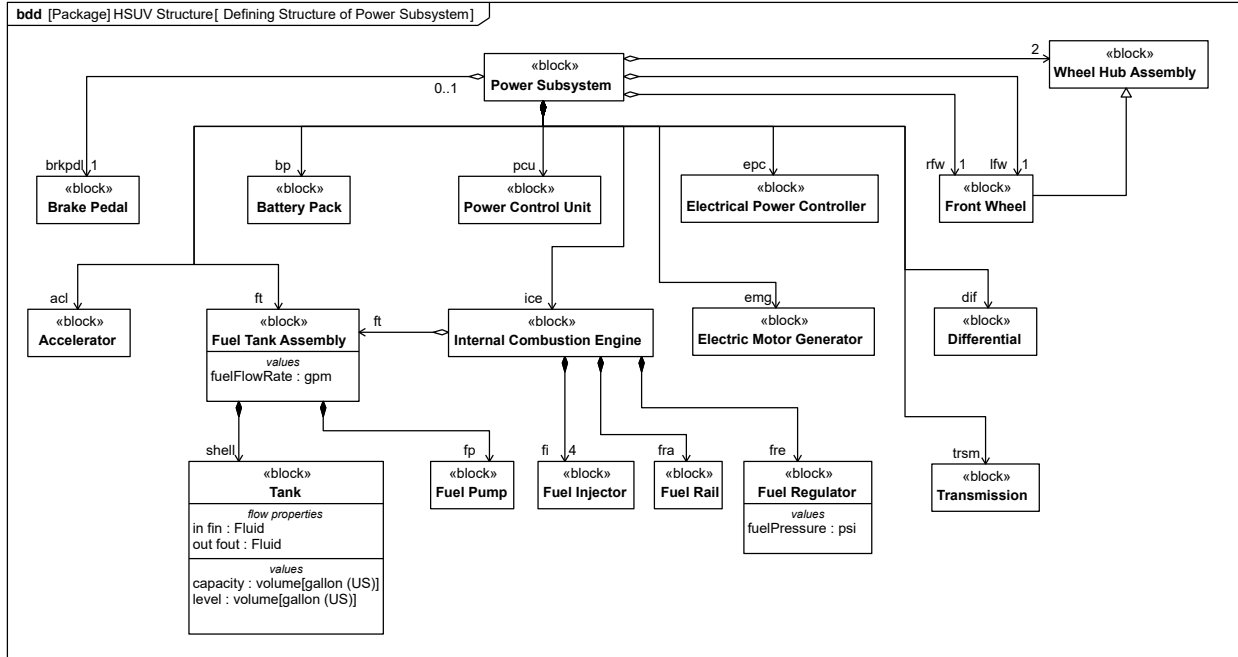 bdd [Package] HSUV Structure[ Defining Structure of Power Subsystem]
«block»
Power Subsystem
0..1
2
«block»
Wheel Hub Assembly
brkpdl 1
«block»
Brake Pedal
bp
«block»
Battery Pack
pcu
«block»
Power Control Unit
epc
«block»
Electrical Power Controller
rfw 1
lfw 1
«block»
Front Wheel
acl
«block»
Accelerator
ft
«block»
Fuel Tank Assembly
values
fuelFlowRate : gpm
ft
ice
«block»
Internal Combustion Engine
emg
«block»
Electric Motor Generator
dif
«block»
Differential
shell
«block»
Tank
flow properties
in fin : Fluid
out fout : Fluid
values
capacity : volume[gallon (US)]
level : volume[gallon (US)]
fp
«block»
Fuel Pump
fi 4
«block»
Fuel Injector
fra
«block»
Fuel Rail
fre
«block»
Fuel Regulator
values
fuelPressure : psi
trsm
«block»
Transmission